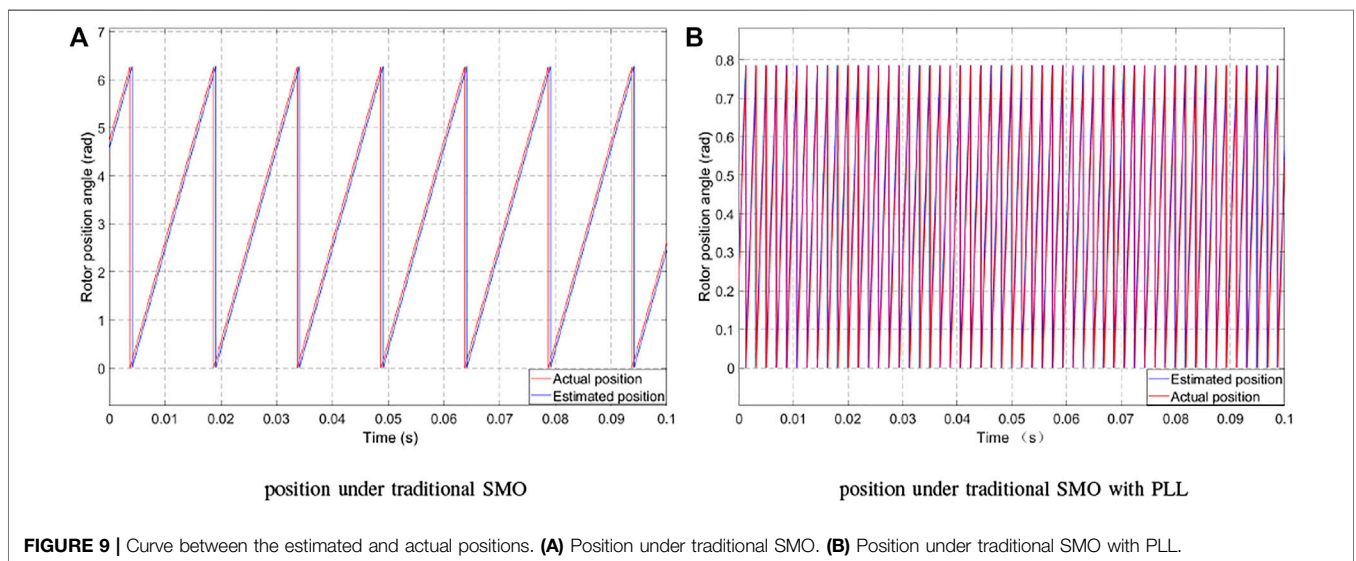 A
7
6
5
4
3
2
1
0
Rotor position angle (rad)
Actual position
Estimated position
0 0.01 0.02 0.03 0.04 0.05 0.06 0.07 0.08 0.09 0.1
Time (s)
position under traditional SMO
B
0.8
0.7
0.6
0.5
0.4
0.3
0.2
0.1
0
Rotor position angle (rad)
Estimated position
Actual position
0 0.01 0.02 0.03 0.04 0.05 0.06 0.07 0.08 0.09 0.1
Time （s）
position under traditional SMO with PLL
FIGURE 9 | Curve between the estimated and actual positions. (A) Position under traditional SMO. (B) Position under traditional SMO with PLL.